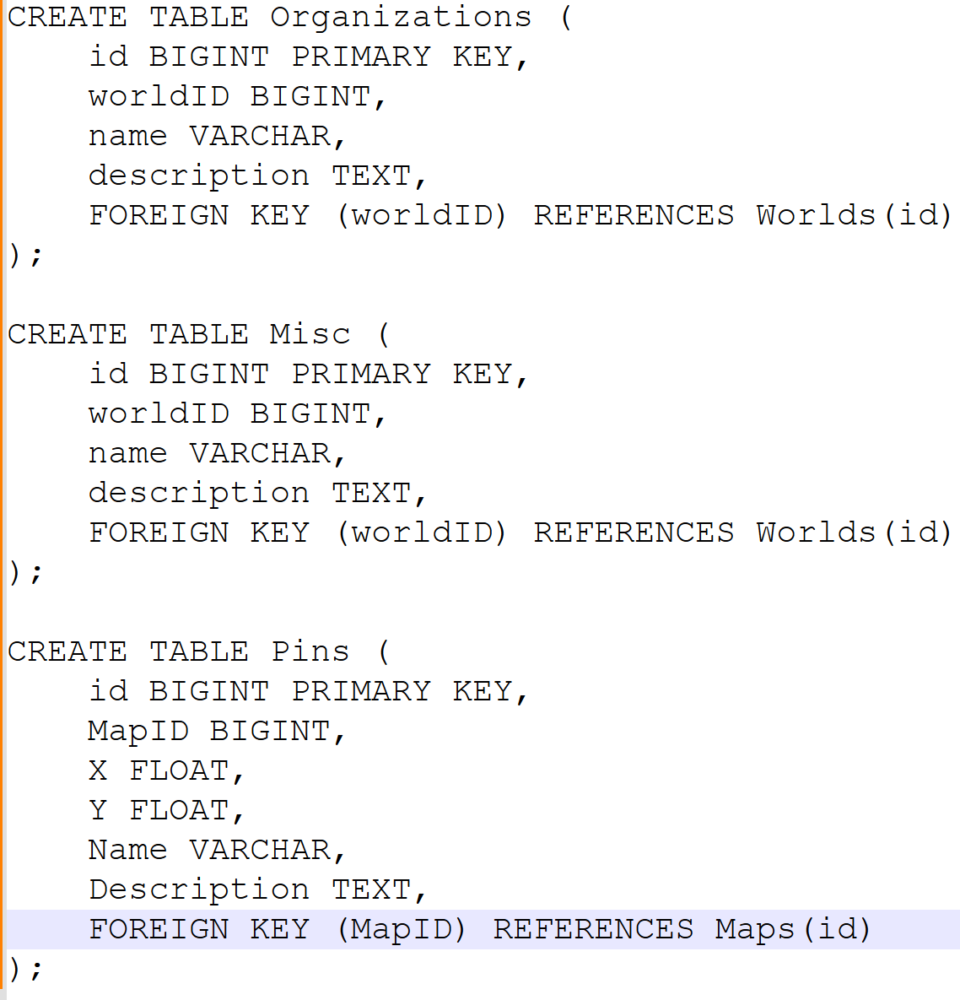 CREATE TABLE Organizations (
    id BIGINT PRIMARY KEY,
    worldID BIGINT,
    name VARCHAR,
    description TEXT,
    FOREIGN KEY (worldID) REFERENCES Worlds(id)
);

CREATE TABLE Misc (
    id BIGINT PRIMARY KEY,
    worldID BIGINT,
    name VARCHAR,
    description TEXT,
    FOREIGN KEY (worldID) REFERENCES Worlds(id)
);

CREATE TABLE Pins (
    id BIGINT PRIMARY KEY,
    MapID BIGINT,
    X FLOAT,
    Y FLOAT,
    Name VARCHAR,
    Description TEXT,
    FOREIGN KEY (MapID) REFERENCES Maps(id)
);